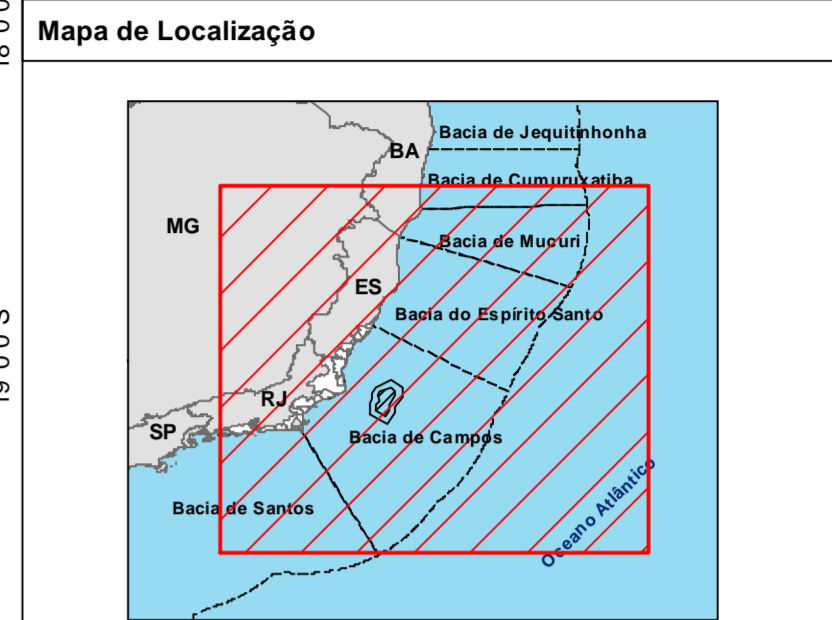 Mapa de Localização
BA
Bacia de Jequitinhonha
Bacia de Cumuruxatiba
MG
Bacia de Mucuri
ES
Bacia do Espírito Santo
RJ
SP
Bacia de Campos
Bacia de Santos
Oceano Atlântico